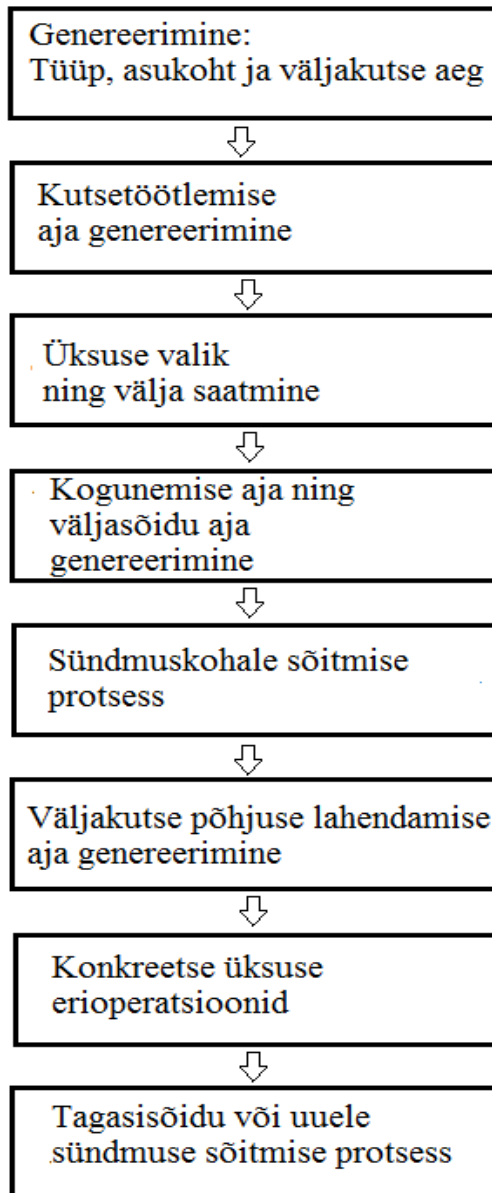 Genereerimine:
Tüüp, asukoht ja väljakutse aeg
Kutsetöötlemise
aja genereerimine
Üksuse valik
ning välja saatmine
Kogunemise aja ning
väljasõidu aja
genereerimine
Sündmuskohale sõitmise
protsess
Väljakutse põhjuse lahendamise
aja genereerimine
Konkreetse üksuse
erioperatsioonid
Tagasisõidu või uuele
sündmuse sõitmise protsess